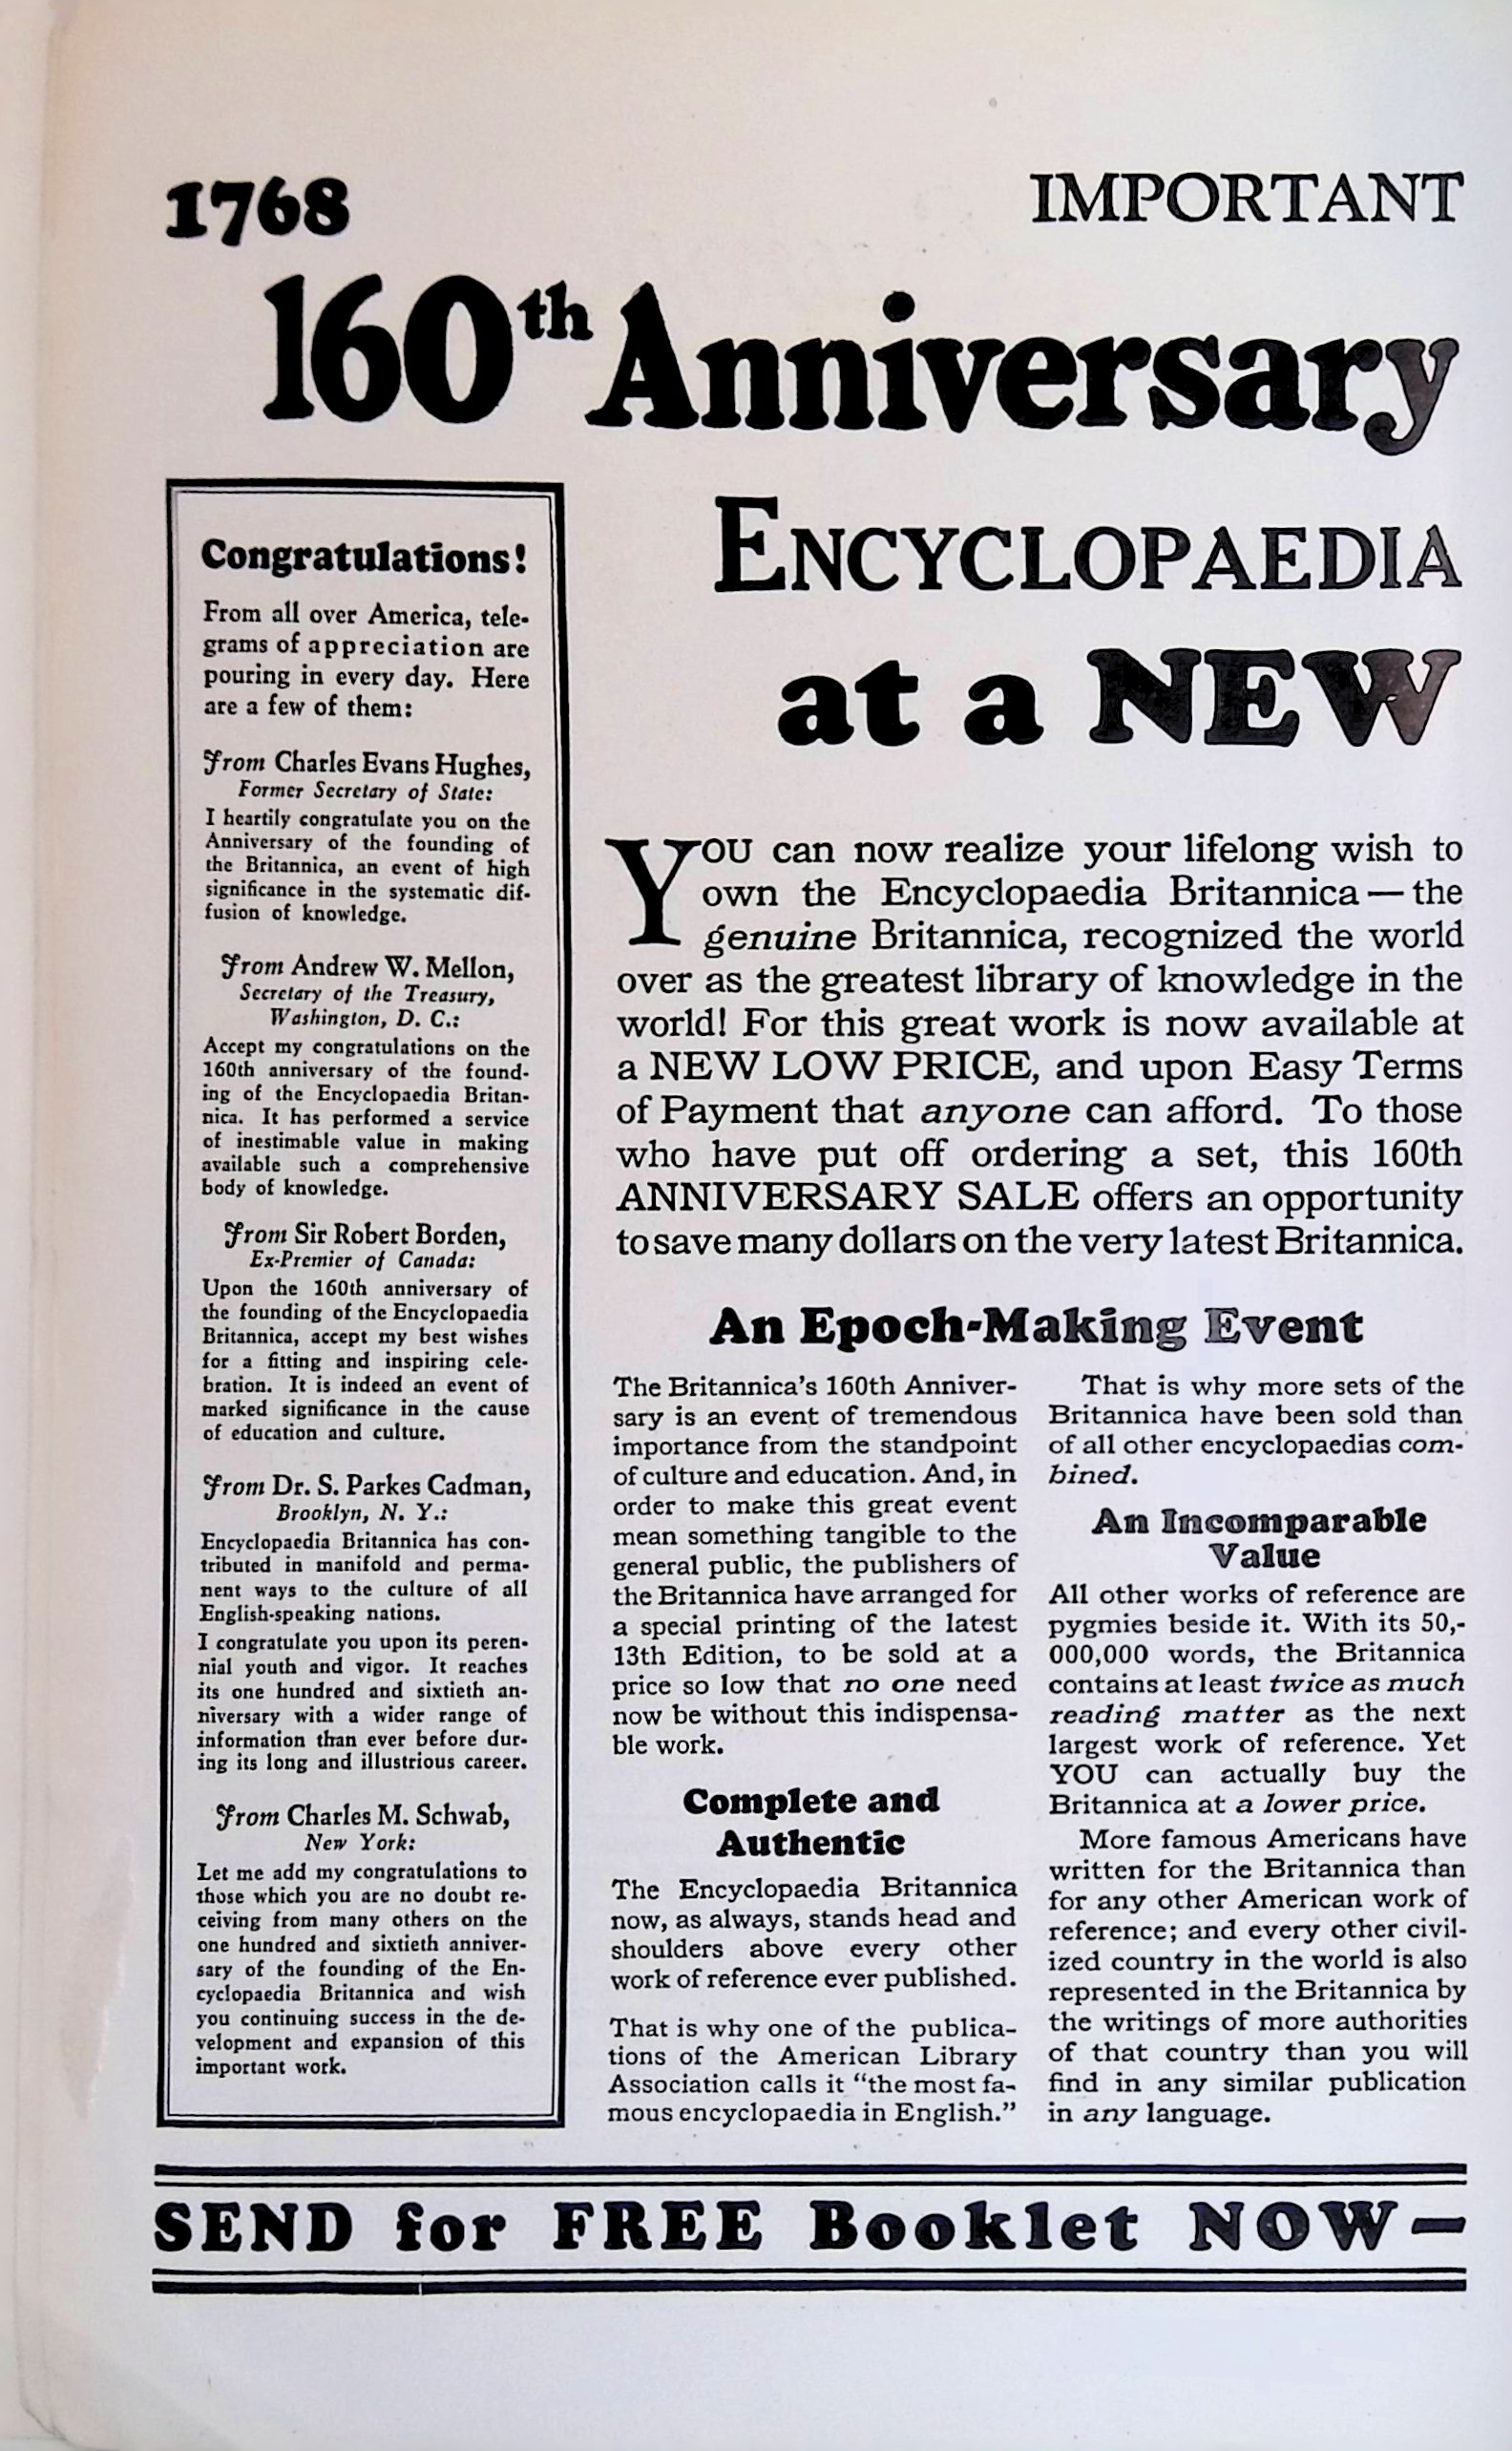 1768
IMPORTANT
160th Anniversary
ENCYCLOPAEDIA
at a NEW
Congratulations!
From all over America, tele-
grams of appreciation are
pouring in every day. Here
are a few of them:
From Charles Evans Hughes,
Former Secretary of State:
I heartily congratulate you on the
Anniversary of the founding of
the Britannica, an event of high
significance in the systematic dif-
fusion of knowledge.
From Andrew W. Mellon,
Secretary of the Treasury,
Washington, D. C.:
Accept my congratulations on the
160th anniversary of the found-
ing of the Encyclopaedia Britan-
nica. It has performed a service
of inestimable value in making
available such a comprehensive
body of knowledge.
From Sir Robert Borden,
Ex-Premier of Canada:
Upon the 160th anniversary of
the founding of the Encyclopaedia
Britannica, accept my best wishes
for a fitting and inspiring cele-
bration. It is indeed an event of
marked significance in the cause
of education and culture.
From Dr. S. Parkes Cadman,
Brooklyn, N. Y.:
Encyclopaedia Britannica has con-
tributed in manifold and perma-
nent ways to the culture of all
English-speaking nations.
I congratulate you upon its peren-
nial youth and vigor. It reaches
its one hundred and sixtieth an-
niversary with a wider range of
information than ever before dur-
ing its long and illustrious career.
From Charles M. Schwab,
New York:
Let me add my congratulations to
those which you are no doubt re-
ceiving from many others on the
one hundred and sixtieth anniver-
sary of the founding of the En-
cyclopaedia Britannica and wish
you continuing success in the de-
velopment and expansion of this
important work.
YOU can now realize your lifelong wish to
own the Encyclopaedia Britannica—the
genuine Britannica, recognized the world
over as the greatest library of knowledge in the
world! For this great work is now available at
a NEW LOW PRICE, and upon Easy Terms
of Payment that anyone can afford. To those
who have put off ordering a set, this 160th
ANNIVERSARY SALE offers an opportunity
to save many dollars on the very latest Britannica.
An Epoch-Making Event
The Britannica's 160th Anniver-
sary is an event of tremendous
importance from the standpoint
of culture and education. And, in
order to make this great event
mean something tangible to the
general public, the publishers of
the Britannica have arranged for
a special printing of the latest
13th Edition, to be sold at a
price so low that no one need
now be without this indispensa-
ble work.
Complete and
Authentic
The Encyclopaedia Britannica
now, as always, stands head and
shoulders above every other
work of reference ever published.
That is why one of the publica-
tions of the American Library
Association calls it "the most fa-
mous encyclopaedia in English."
That is why more sets of the
Britannica have been sold than
of all other encyclopaedias com-
bined.
An Incomparable
Value
All other works of reference are
pygmies beside it. With its 50,-
000,000 words, the Britannica
contains at least twice as much
reading matter as the next
largest work of reference. Yet
YOU can actually buy the
Britannica at a lower price.
More famous Americans have
written for the Britannica than
for any other American work of
reference; and every other civil-
ized country in the world is also
represented in the Britannica by
the writings of more authorities
of that country than you will
find in any similar publication
in any language.
SEND for FREE Booklet NOW—